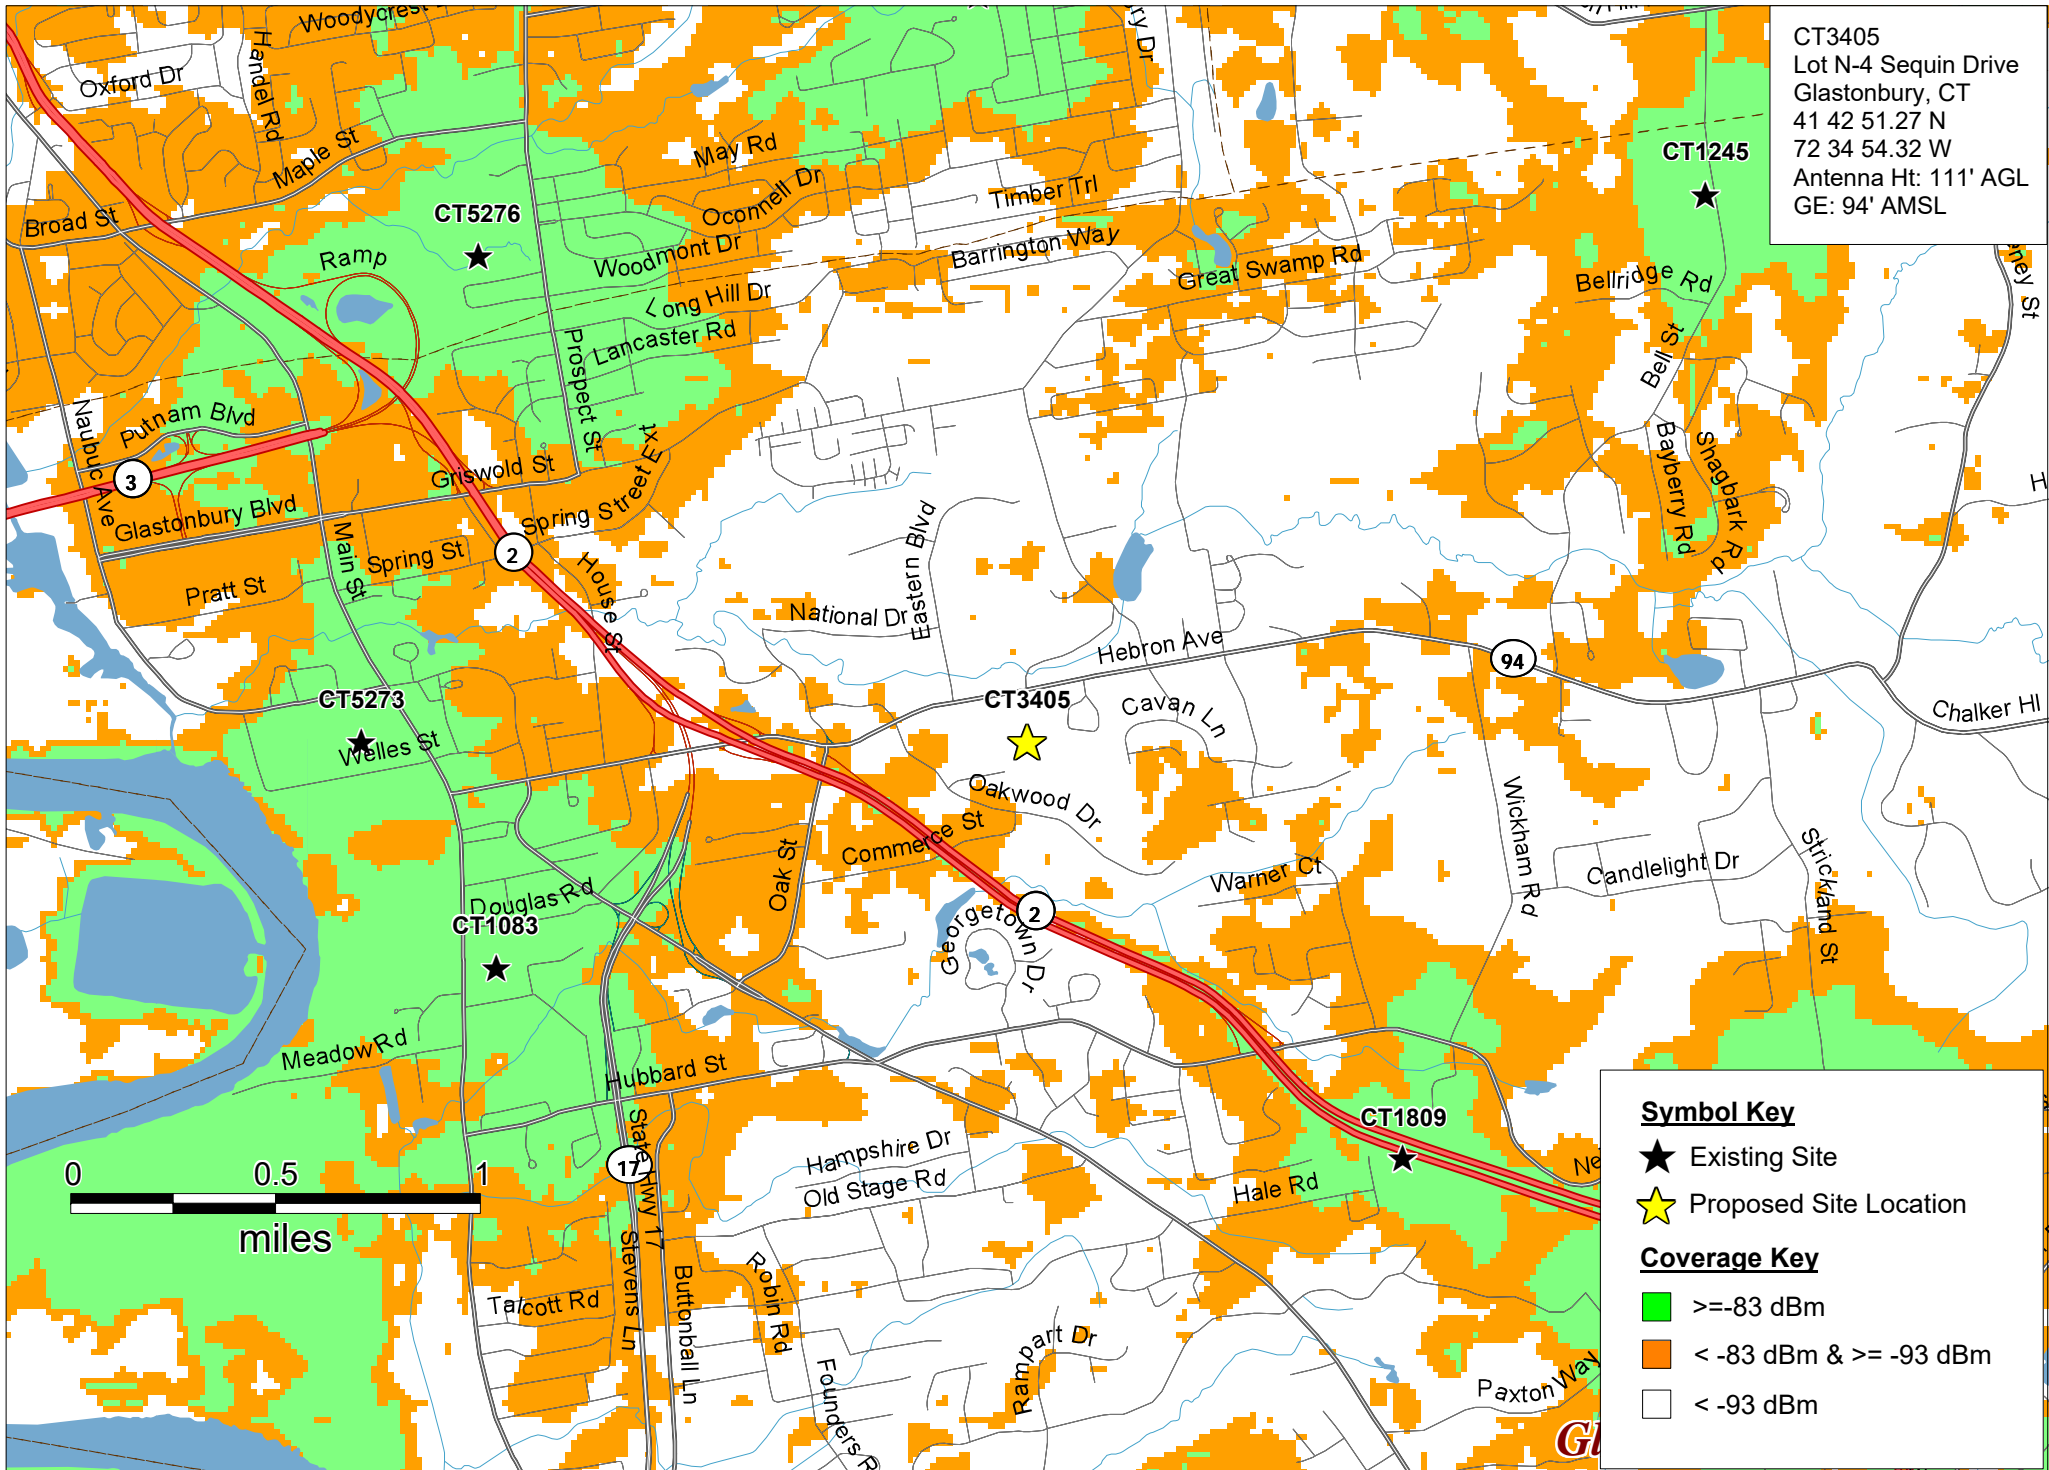 CT3405
Lot N-4 Sequin Drive
Glastonbury, CT
41 42 51.27 N
72 34 54.32 W
Antenna Ht: 111' AGL
GE: 94' AMSL
Oxford Dr
Handel Rd
Maple St
Broad St
Ramp
CT5276
May Rd
Oconnell Dr
Woodmont Dr
Long Hill Dr
Lancaster Rd
Prospect St
Timber Trl
Barrington Way
Great Swamp Rd
CT1245
Bellridge Rd
Bell St
Bayberry Rd
Shagbark Rd
Naubuc Ave
Putnam Blvd
3
Glastonbury Blvd
Griswold St
Spring Street Ext
Main St
Spring St
2
Pratt St
House St
National Dr
Eastern Blvd
Hebron Ave
94
Chalker Hl
CT5273
Welles St
CT3405
Cavan Ln
Oakwood Dr
Commerce St
Oak St
Warner Ct
Wickham Rd
Candlelight Dr
Strickland St
Douglas Rd
CT1083
Georgetown Dr
2
Meadow Rd
Hubbard St
State Hwy 17
17
Hampshire Dr
Old Stage Rd
CT1809
Hale Rd
Talcott Rd
Stevens Ln
Buttonball Ln
Robin Rd
Rampart Dr
Paxton Way
0 0.5 1
miles
Symbol Key
Existing Site
Proposed Site Location
Coverage Key
>=-83 dBm
< -83 dBm & >= -93 dBm
< -93 dBm